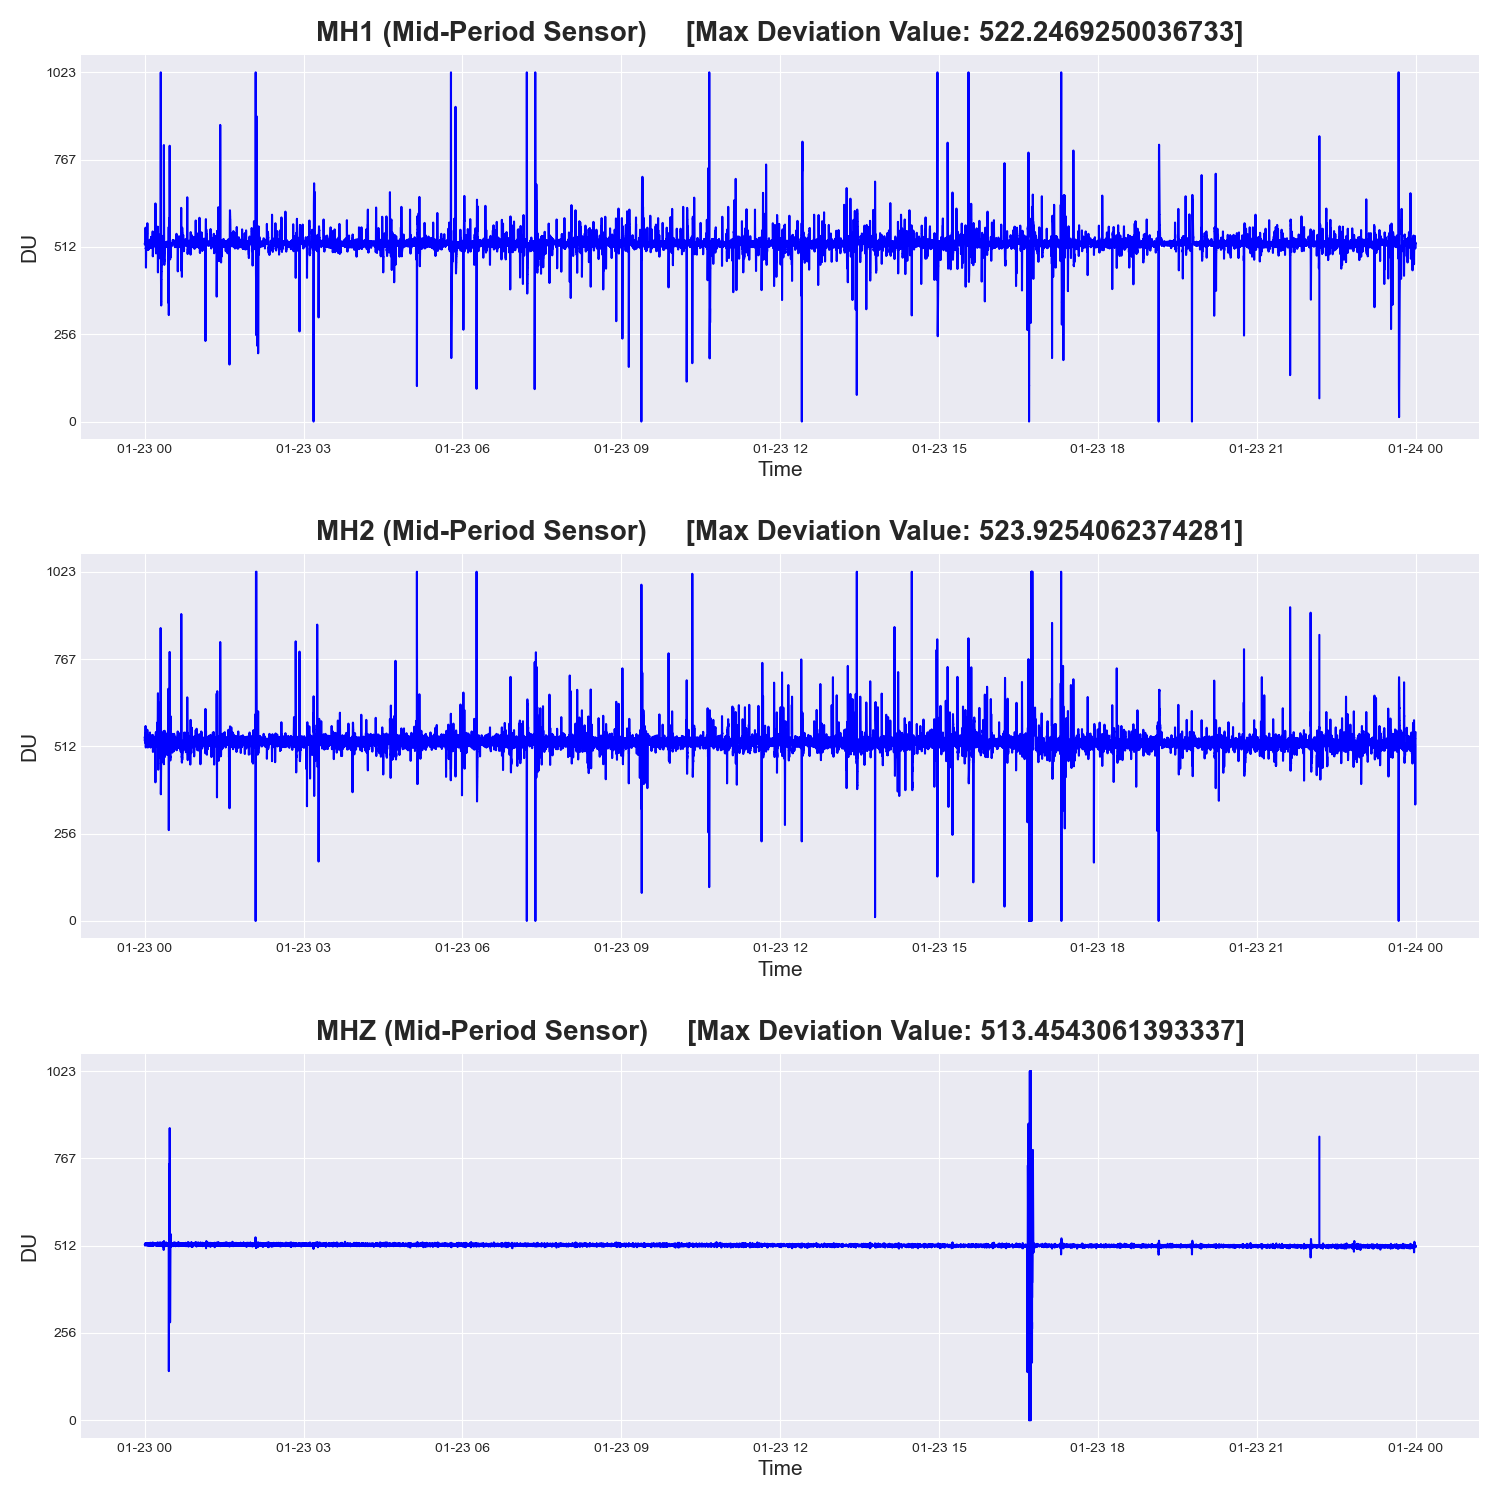 MH1 (Mid-Period Sensor) [Max Deviation Value: 522.2469250036733]
1023
767
512
256
0
DU
01-23 00 01-23 03 01-23 06 01-23 09 01-23 12 01-23 15 01-23 18 01-23 21 01-24 00
Time
MH2 (Mid-Period Sensor) [Max Deviation Value: 523.9254062374281]
1023
767
512
256
0
DU
01-23 00 01-23 03 01-23 06 01-23 09 01-23 12 01-23 15 01-23 18 01-23 21 01-24 00
Time
MHZ (Mid-Period Sensor) [Max Deviation Value: 513.4543061393337]
1023
767
512
256
0
DU
01-23 00 01-23 03 01-23 06 01-23 09 01-23 12 01-23 15 01-23 18 01-23 21 01-24 00
Time